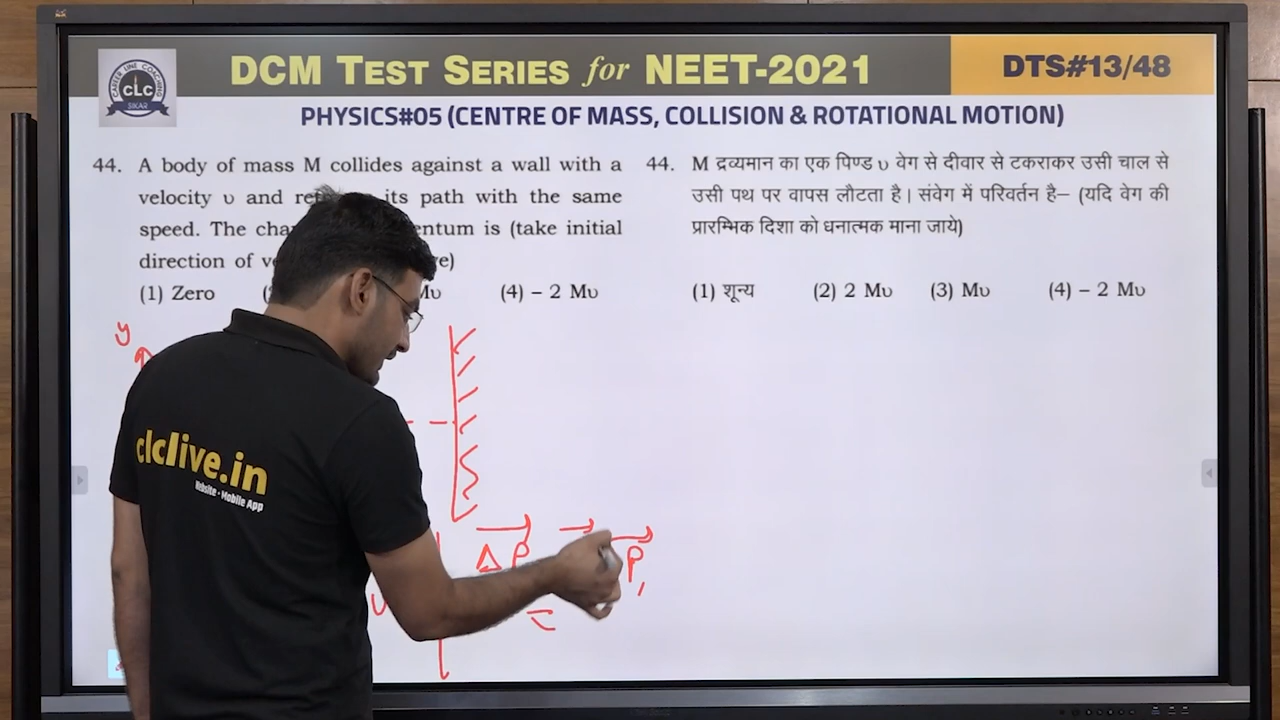 DCM TEST SERIES for NEET-2021
DTS#13/48
CAREER LINE COACHING
CLC
SIKAR
PHYSICS#05 (CENTRE OF MASS, COLLISION & ROTATIONAL MOTION)
44. A body of mass M collides against a wall with a
velocity υ and its path with the same
speed. The is (take initial
direction of
(1) Zero (4) – 2 Mυ
44. M द्रव्यमान का एक पिण्ड υ वेग से दीवार से टकराकर उसी चाल से
उसी पथ पर वापस लौटता है। संवेग में परिवर्तन है– (यदि वेग की
प्रारम्भिक दिशा को धनात्मक माना जाये)
(1) शून्य (2) 2 Mυ (3) Mυ (4) – 2 Mυ
y
Δ P P
clclive.in
Website • Mobile App